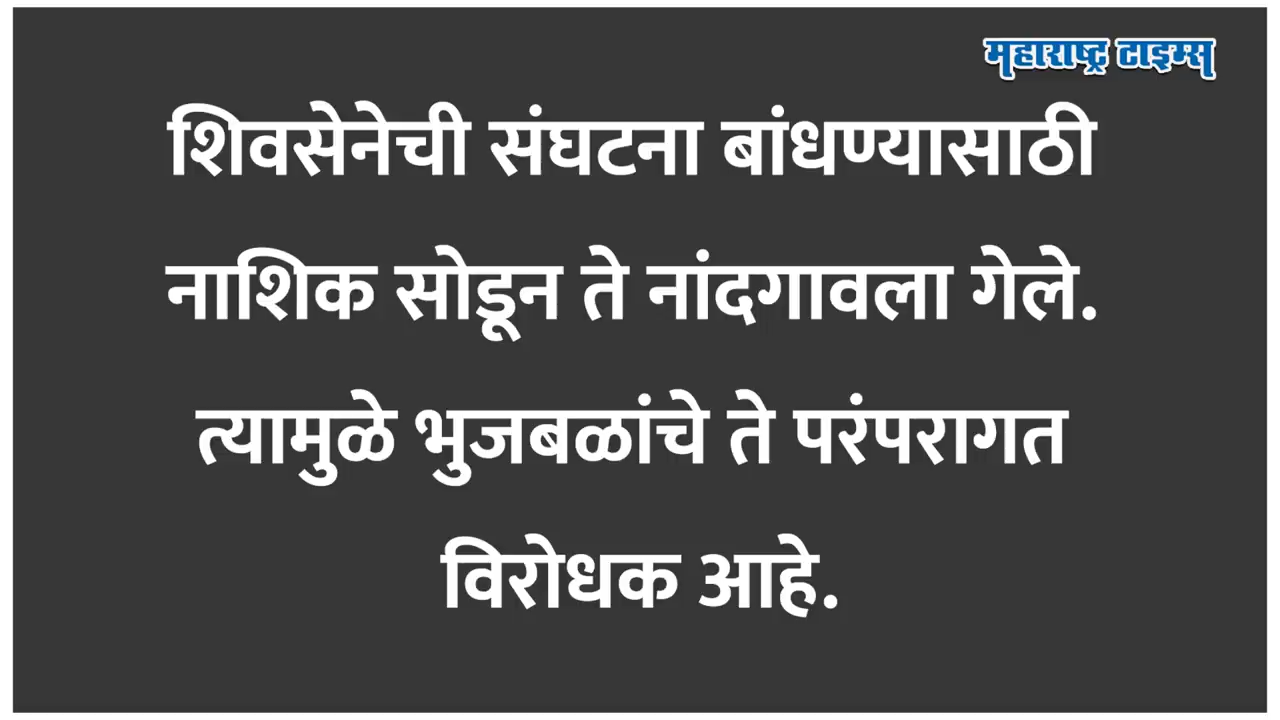 महाराष्ट्र टाइम्स
शिवसेनेची संघटना बांधण्यासाठी
नाशिक सोडून ते नांदगावला गेले.
त्यामुळे भुजबळांचे ते परंपरागत
विरोधक आहे.